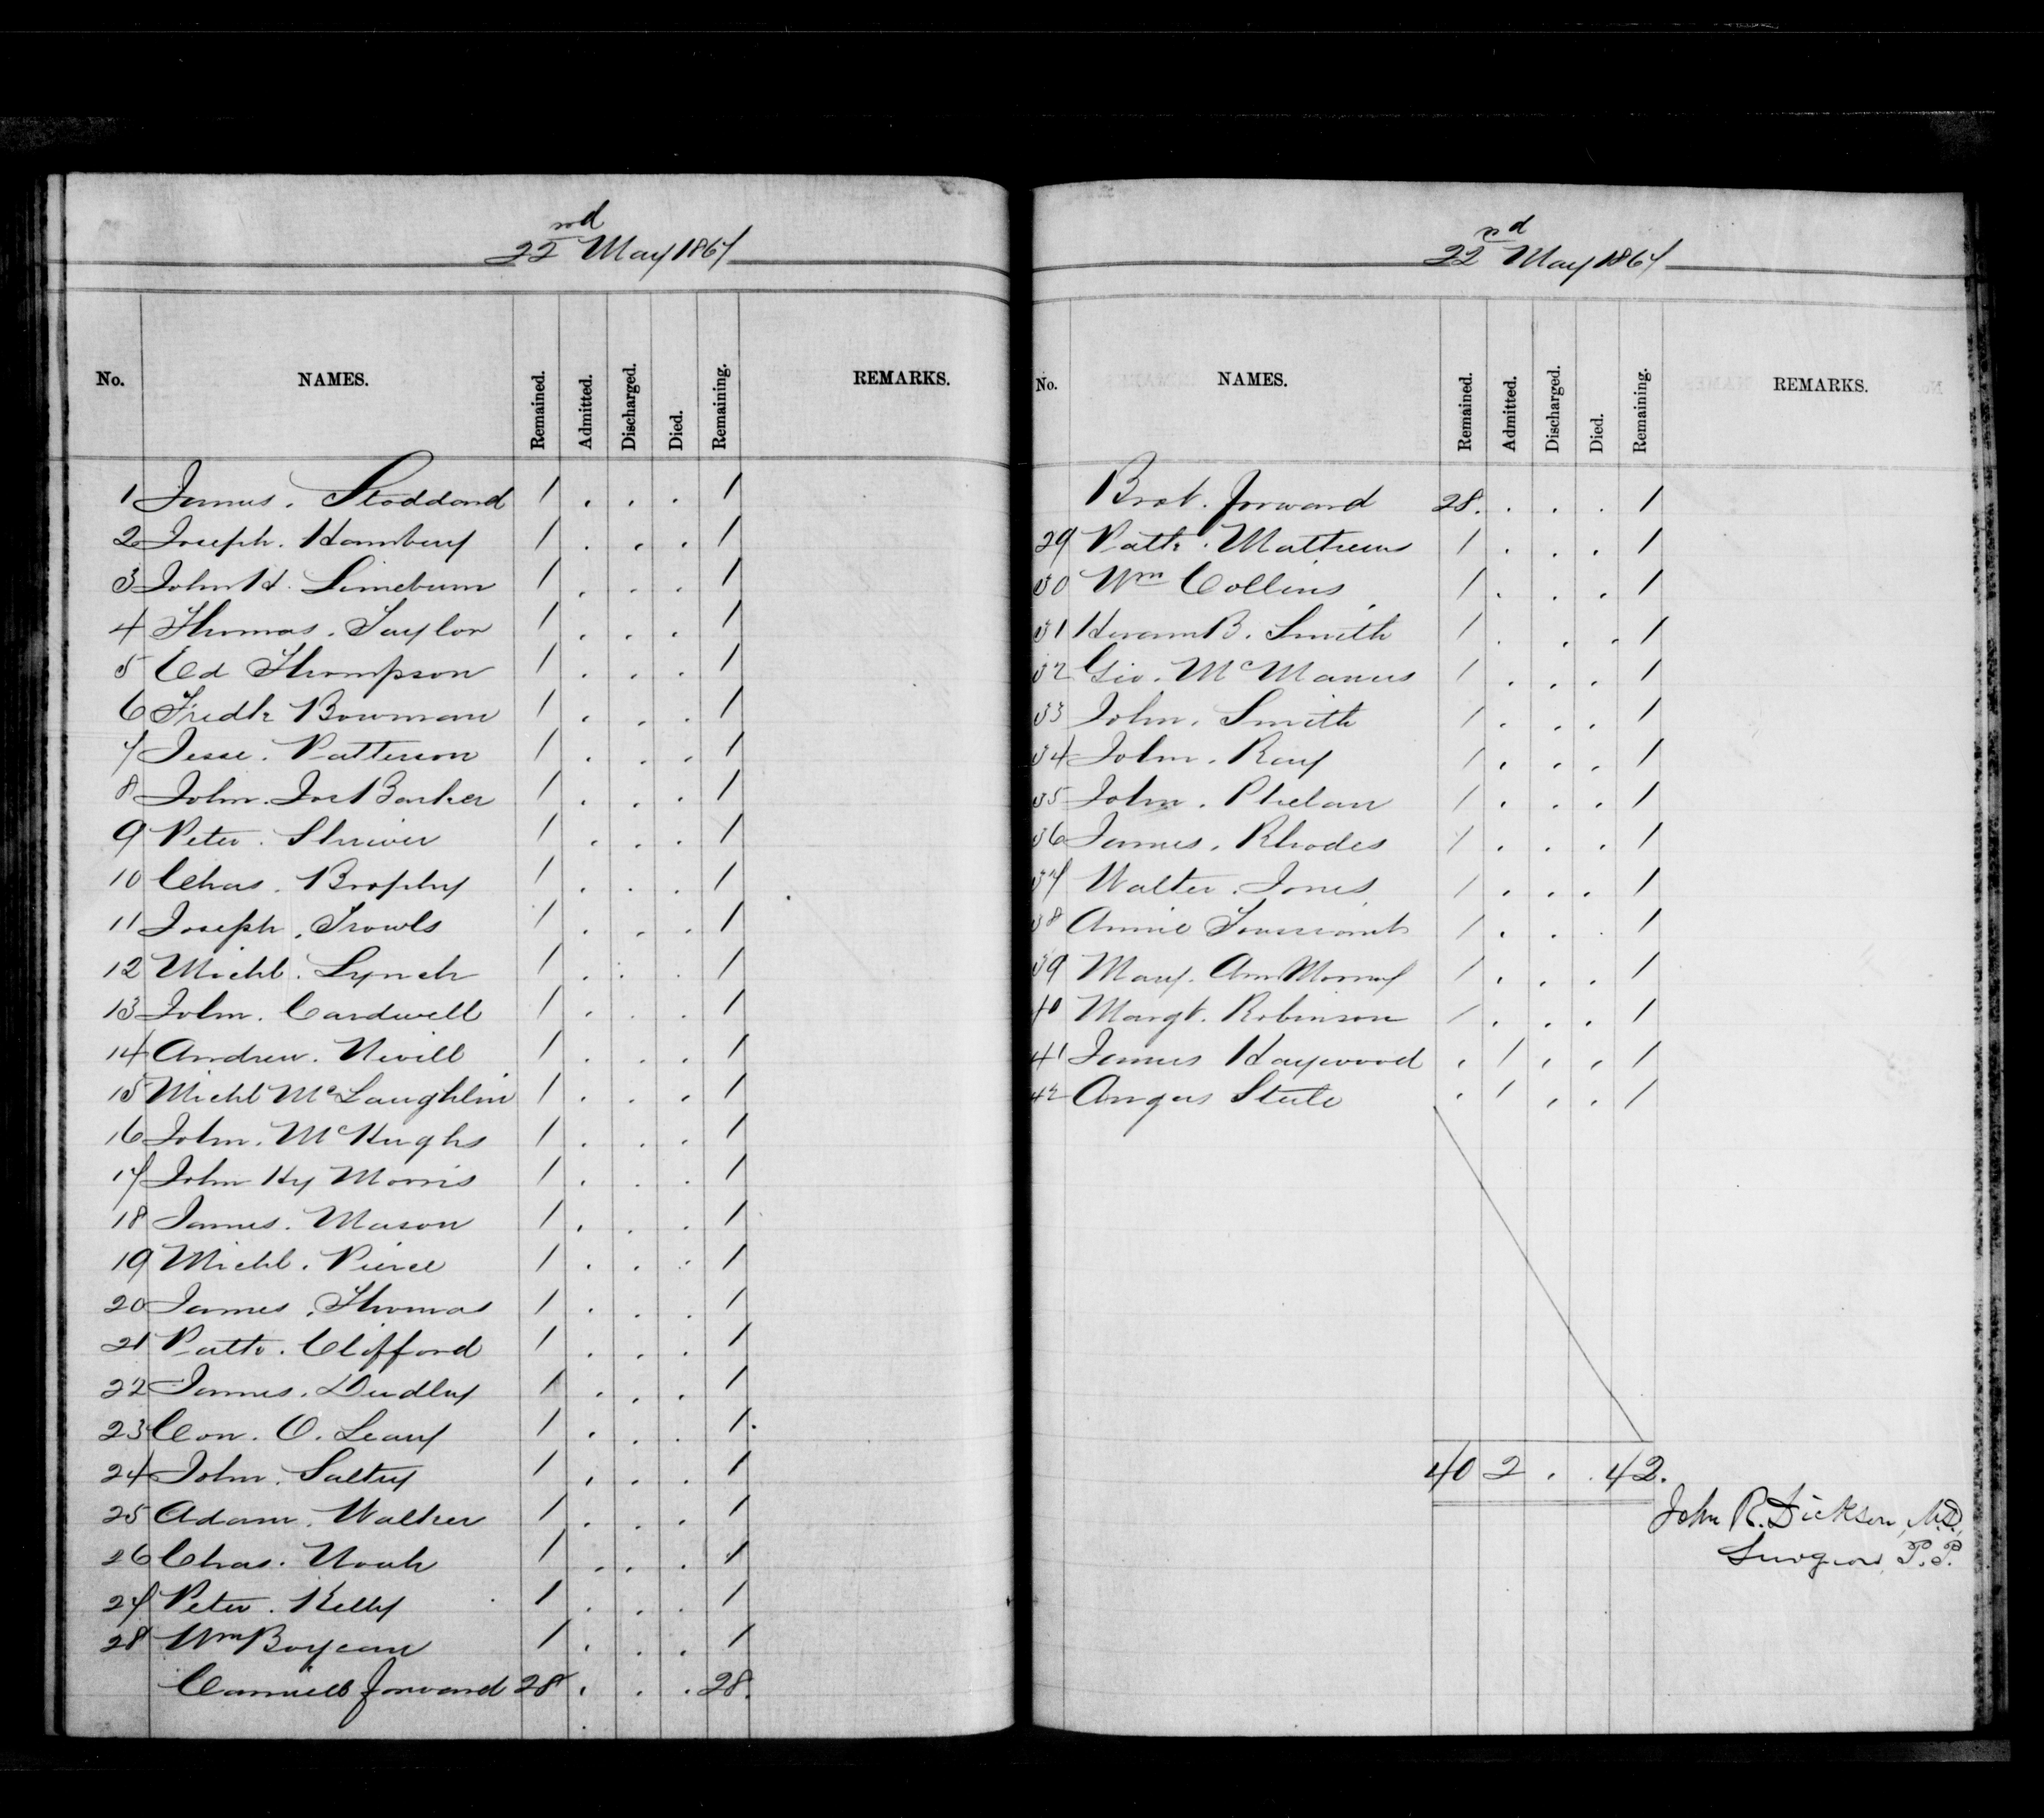 22nd May 1867
No. NAMES. Remained. Admitted. Discharged. Died. Remaining. REMARKS.
1 James. Stoddard 1 . . . 1
2 Joseph. Hambury 1 . . . 1
3 John H. Limeburn 1 . . . 1
4 Thomas. Taylor 1 . . . 1
5 Ed Thompson 1 . . . 1
6 Fredk Bowman 1 . . . 1
7 Jesse. Patterson 1 . . . 1
8 John. Jos Barker 1 . . . 1
9 Peter. Shriver 1 . . . 1
10 Chas. Brophy 1 . . . 1
11 Joseph. Trowls 1 . . . 1
12 Michl. Lynch 1 . . . 1
13 John. Cardwell 1 . . . 1
14 Andrew. Nevill 1 . . . 1
15 Michl McLaughlin 1 . . . 1
16 John. McHughs 1 . . . 1
17 John Hy Morris 1 . . . 1
18 James. Mason 1 . . . 1
19 Michl. Pierce 1 . . . 1
20 James. Thomas 1 . . . 1
21 Patk. Clifford 1 . . . 1
22 James. Dudley 1 . . . 1
23 Con. O. Leary 1 . . . 1.
24 John. Saltry 1 . . . 1
25 Adam. Walker 1 . . . 1
26 Chas. Noah 1 . . . 1
27 Peter. Kelly 1 . . . 1
28 Wm Boyeau 1 . . . 1
Carried forward 28 . . . 28.
22nd May 1867
No. NAMES. Remained. Admitted. Discharged. Died. Remaining. REMARKS.
Brot. forward 28. . . . 1
29 Patk. Mathews 1 . . . 1
30 Wm Collins 1 . . . 1
31 Hiram B. Smith 1 . . . 1
32 Geo. McManus 1 . . . 1
33 John. Smith 1 . . . 1
34 John. Ray 1 . . . 1
35 John. Phelan 1 . . . 1
36 James. Rhodes 1 . . . 1
37 Walter. Jones 1 . . . 1
38 Annie 1 . . . 1
39 Mary. Ann 1 . . . 1
40 Margt. Robinson 1 . . . 1
41 James Haywood . 1 . . 1
42 Angus Steele . 1 . . 1
40 2 . . 42.
John R. Dickson, M.D.,
Surgeon, P.P.